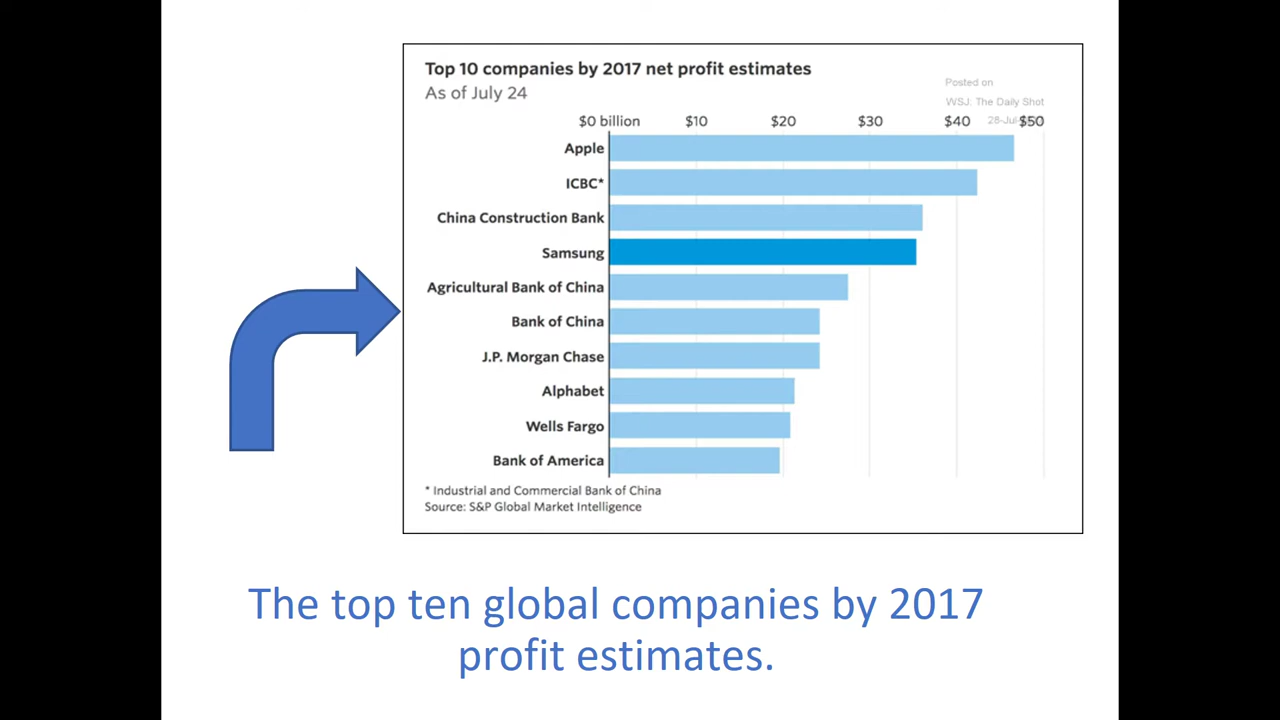 Top 10 companies by 2017 net profit estimates
As of July 24
Posted on
WSJ: The Daily Shot
28-Jul-
$0 billion $10 $20 $30 $40 $50
Apple
ICBC*
China Construction Bank
Samsung
Agricultural Bank of China
Bank of China
J.P. Morgan Chase
Alphabet
Wells Fargo
Bank of America
* Industrial and Commercial Bank of China
Source: S&P Global Market Intelligence
The top ten global companies by 2017
profit estimates.